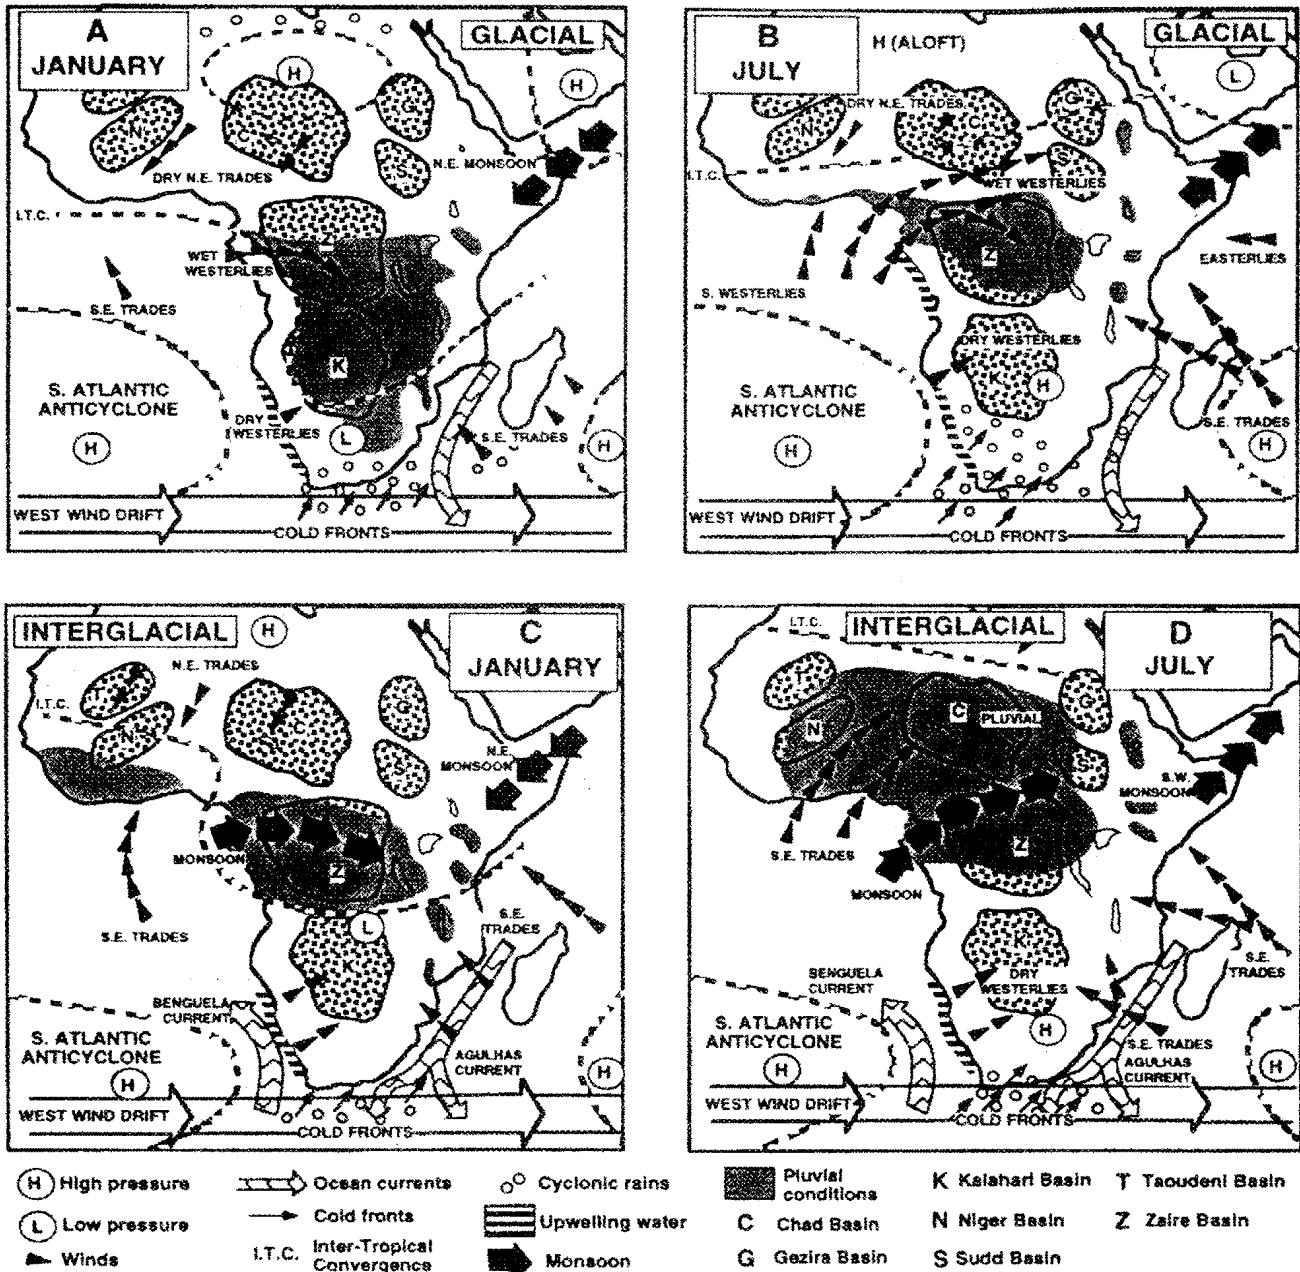 A
JANUARY
GLACIAL
H
H
G
N
C
S
N.E. MONSOON
DRY N.E. TRADES
I.T.C.
Z
WET
WESTERLIES
S.E. TRADES
K
S. ATLANTIC
ANTICYCLONE
H
DRY
WESTERLIES
L
S.E. TRADES
H
WEST WIND DRIFT
COLD FRONTS
B
JULY
H (ALOFT)
GLACIAL
L
DRY N.E. TRADES
G
N
C
S
I.T.C.
WET WESTERLIES
Z
EASTERLIES
S. WESTERLIES
DRY WESTERLIES
K
H
S. ATLANTIC
ANTICYCLONE
H
S.E. TRADES
H
WEST WIND DRIFT
COLD FRONTS
INTERGLACIAL
H
C
JANUARY
N.E. TRADES
T
I.T.C.
N
C
G
S
N.E.
MONSOON
MONSOON
Z
S.E. TRADES
L
S.E.
TRADES
K
BENGUELA
CURRENT
S. ATLANTIC
ANTICYCLONE
H
AGULHAS
CURRENT
H
WEST WIND DRIFT
COLD FRONTS
I.T.C.
INTERGLACIAL
D
JULY
T
N
C
PLUVIAL
G
S
S.W.
MONSOON
S.E. TRADES
Z
MONSOON
K
S.E.
TRADES
BENGUELA
CURRENT
DRY
WESTERLIES
H
S. ATLANTIC
ANTICYCLONE
H
S.E. TRADES
AGULHAS
CURRENT
H
WEST WIND DRIFT
COLD FRONTS
H High pressure
L Low pressure
Winds
Ocean currents
Cold fronts
I.T.C. Inter-Tropical
Convergence
Cyclonic rains
Upwelling water
Monsoon
Pluvial
conditions
C Chad Basin
G Gezira Basin
K Kalahari Basin
N Niger Basin
S Sudd Basin
T Taoudeni Basin
Z Zaire Basin